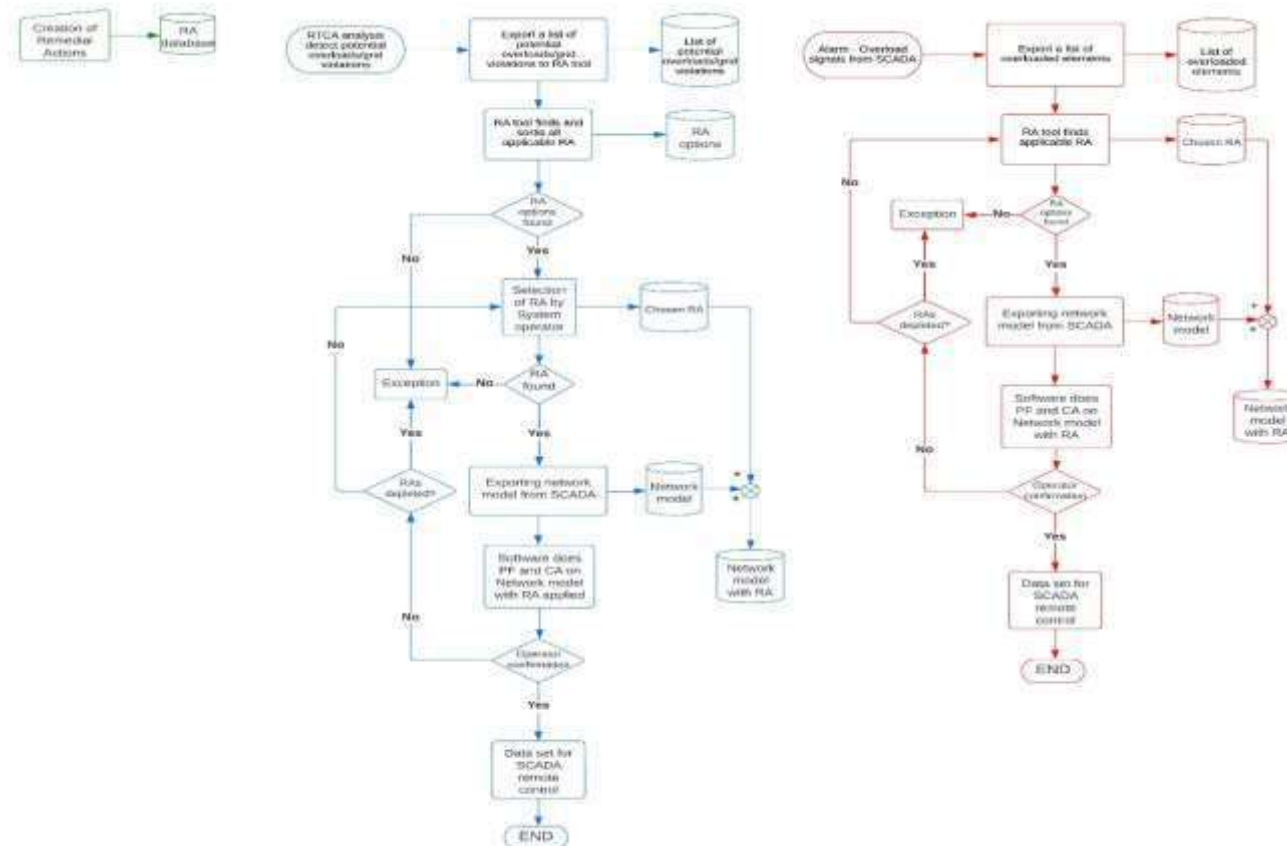 Creation of
Remedial
Actions
RA
database
RTCA analysis
detect potential
overloads/grid
violations
Export a list of
potential
overloads/grid
violations to RA tool
List of
potential
overloads/grid
violations
RA tool finds and
sorts all
applicable RA
RA
options
RA
options
found
No
Yes
Selection
of RA by
System
operator
Chosen RA
No
Exception
No
RA
found
Yes
Yes
RAs
depleted?
Exporting network
model from SCADA
Network
model
+
+
Software does
PF and CA on
Network model
with RA applied
Network
model
with RA
No
Operator
confirmation
Yes
Data set for
SCADA
remote
control
END
Alarm - Overload
signals from SCADA
Export a list of
overloaded elements
List of
overloaded
elements
RA tool finds
applicable RA
Chosen RA
No
Exception
No
RA
options
found
Yes
Yes
RAs
depleted?
Exporting network
model from SCADA
Network
model
+
+
Software does
PF and CA on
Network model
with RA
Network
model
with RA
No
Operator
confirmation
Yes
Data set for
SCADA
remote
control
END